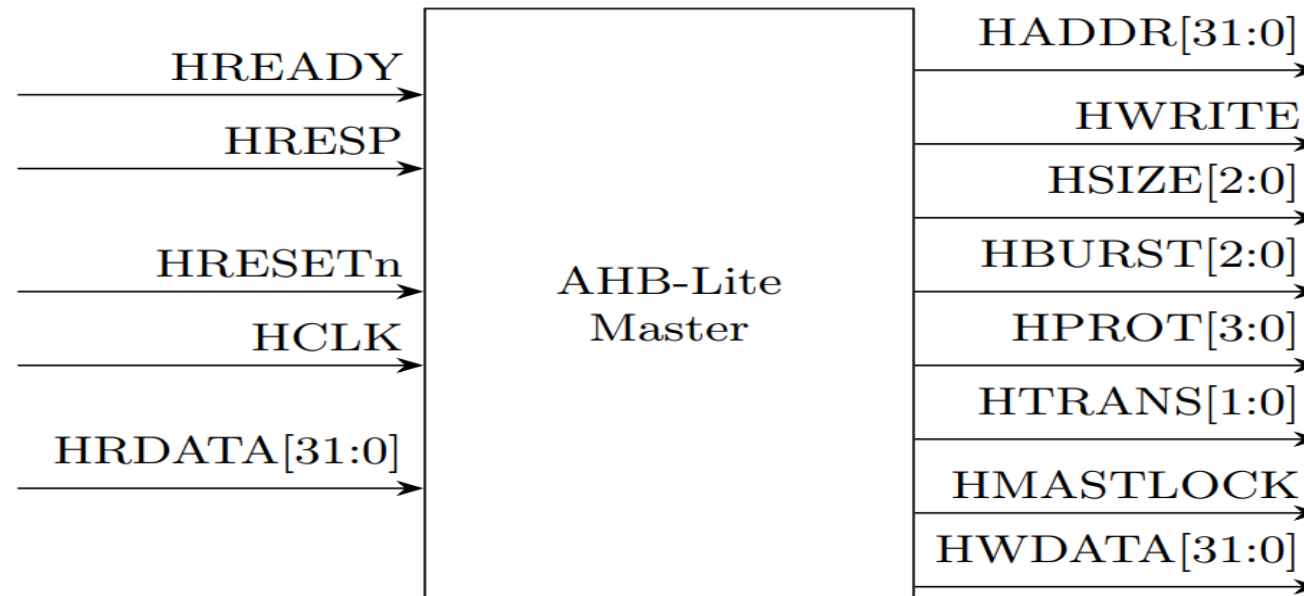 HREADY
HRESP
HRESETn
HCLK
HRDATA[31:0]
AHB-Lite
Master
HADDR[31:0]
HWRITE
HSIZE[2:0]
HBURST[2:0]
HPROT[3:0]
HTRANS[1:0]
HMASTLOCK
HWDATA[31:0]